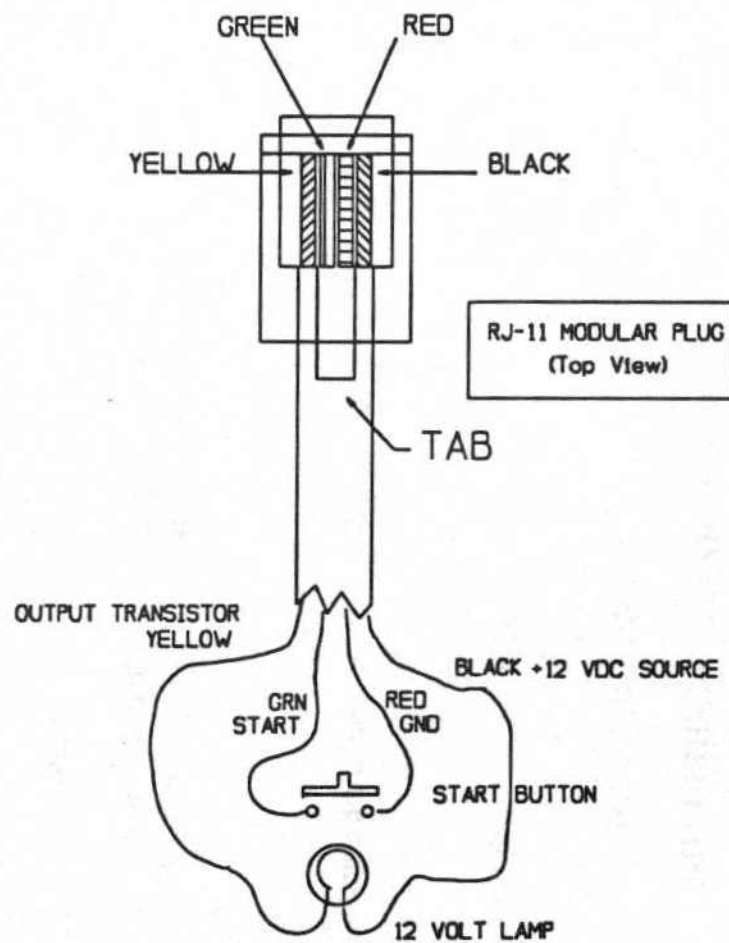 GREEN
RED
YELLOW
BLACK
RJ-11 MODULAR PLUG
(Top View)
TAB
OUTPUT TRANSISTOR
YELLOW
BLACK +12 VDC SOURCE
GRN
START
RED
GND
START BUTTON
12 VOLT LAMP